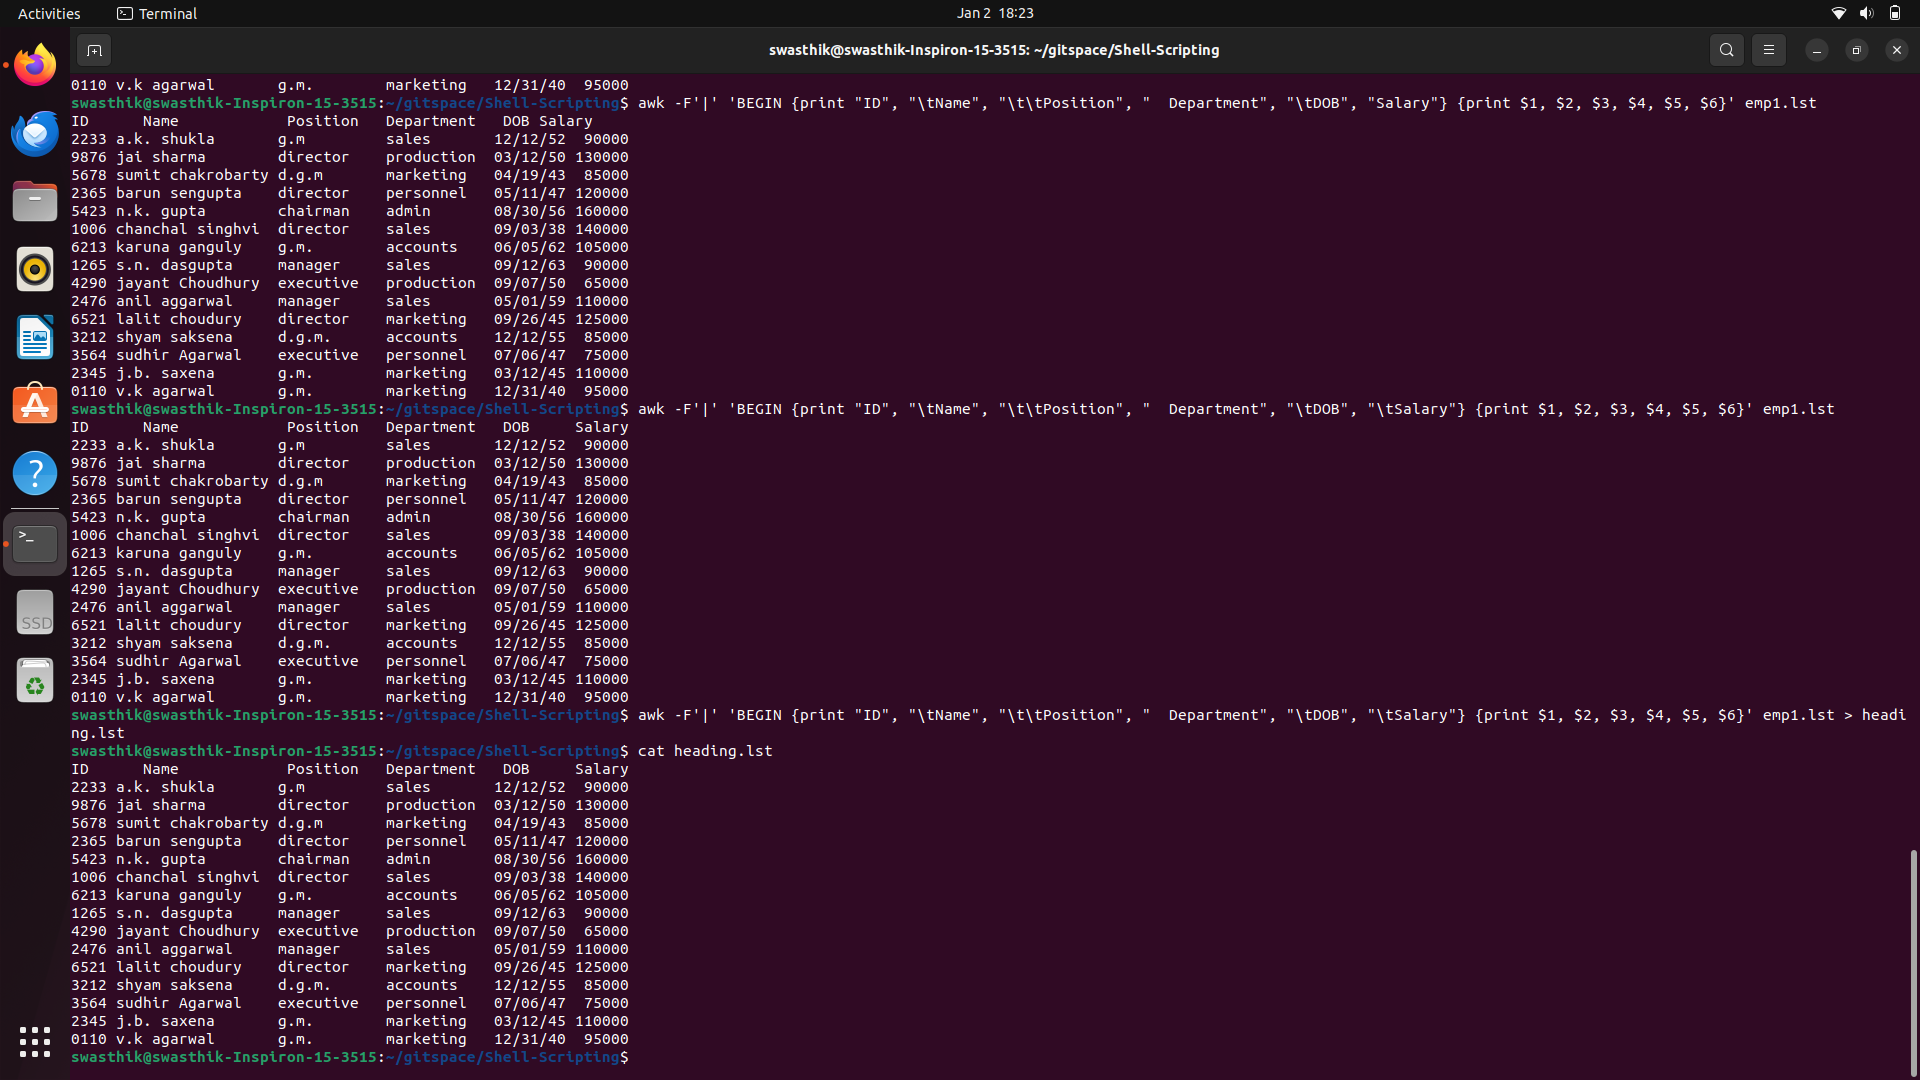 Activities
Terminal
Jan 2 18:23
swasthik@swasthik-Inspiron-15-3515: ~/gitspace/Shell-Scripting
0110 v.k agarwal       g.m.        marketing   12/31/40  95000
swasthik@swasthik-Inspiron-15-3515:~/gitspace/Shell-Scripting$ awk -F'|' 'BEGIN {print "ID", "\tName", "\t\tPosition", "  Department", "\tDOB", "Salary"} {print $1, $2, $3, $4, $5, $6}' emp1.lst
ID      Name            Position   Department   DOB Salary
2233 a.k. shukla       g.m         sales       12/12/52  90000
9876 jai sharma        director    production  03/12/50 130000
5678 sumit chakrobarty d.g.m       marketing   04/19/43  85000
2365 barun sengupta    director    personnel   05/11/47 120000
5423 n.k. gupta        chairman    admin       08/30/56 160000
1006 chanchal singhvi  director    sales       09/03/38 140000
6213 karuna ganguly    g.m.        accounts    06/05/62 105000
1265 s.n. dasgupta     manager     sales       09/12/63  90000
4290 jayant Choudhury  executive   production  09/07/50  65000
2476 anil aggarwal     manager     sales       05/01/59 110000
6521 lalit choudury    director    marketing   09/26/45 125000
3212 shyam saksena     d.g.m.      accounts    12/12/55  85000
3564 sudhir Agarwal    executive   personnel   07/06/47  75000
2345 j.b. saxena       g.m.        marketing   03/12/45 110000
0110 v.k agarwal       g.m.        marketing   12/31/40  95000
swasthik@swasthik-Inspiron-15-3515:~/gitspace/Shell-Scripting$ awk -F'|' 'BEGIN {print "ID", "\tName", "\t\tPosition", "  Department", "\tDOB", "\tSalary"} {print $1, $2, $3, $4, $5, $6}' emp1.lst
ID      Name            Position   Department   DOB     Salary
2233 a.k. shukla       g.m         sales       12/12/52  90000
9876 jai sharma        director    production  03/12/50 130000
5678 sumit chakrobarty d.g.m       marketing   04/19/43  85000
2365 barun sengupta    director    personnel   05/11/47 120000
5423 n.k. gupta        chairman    admin       08/30/56 160000
1006 chanchal singhvi  director    sales       09/03/38 140000
6213 karuna ganguly    g.m.        accounts    06/05/62 105000
1265 s.n. dasgupta     manager     sales       09/12/63  90000
4290 jayant Choudhury  executive   production  09/07/50  65000
2476 anil aggarwal     manager     sales       05/01/59 110000
6521 lalit choudury    director    marketing   09/26/45 125000
3212 shyam saksena     d.g.m.      accounts    12/12/55  85000
3564 sudhir Agarwal    executive   personnel   07/06/47  75000
2345 j.b. saxena       g.m.        marketing   03/12/45 110000
0110 v.k agarwal       g.m.        marketing   12/31/40  95000
swasthik@swasthik-Inspiron-15-3515:~/gitspace/Shell-Scripting$ awk -F'|' 'BEGIN {print "ID", "\tName", "\t\tPosition", "  Department", "\tDOB", "\tSalary"} {print $1, $2, $3, $4, $5, $6}' emp1.lst > headi
ng.lst
swasthik@swasthik-Inspiron-15-3515:~/gitspace/Shell-Scripting$ cat heading.lst
ID      Name            Position   Department   DOB     Salary
2233 a.k. shukla       g.m         sales       12/12/52  90000
9876 jai sharma        director    production  03/12/50 130000
5678 sumit chakrobarty d.g.m       marketing   04/19/43  85000
2365 barun sengupta    director    personnel   05/11/47 120000
5423 n.k. gupta        chairman    admin       08/30/56 160000
1006 chanchal singhvi  director    sales       09/03/38 140000
6213 karuna ganguly    g.m.        accounts    06/05/62 105000
1265 s.n. dasgupta     manager     sales       09/12/63  90000
4290 jayant Choudhury  executive   production  09/07/50  65000
2476 anil aggarwal     manager     sales       05/01/59 110000
6521 lalit choudury    director    marketing   09/26/45 125000
3212 shyam saksena     d.g.m.      accounts    12/12/55  85000
3564 sudhir Agarwal    executive   personnel   07/06/47  75000
2345 j.b. saxena       g.m.        marketing   03/12/45 110000
0110 v.k agarwal       g.m.        marketing   12/31/40  95000
swasthik@swasthik-Inspiron-15-3515:~/gitspace/Shell-Scripting$
SSD